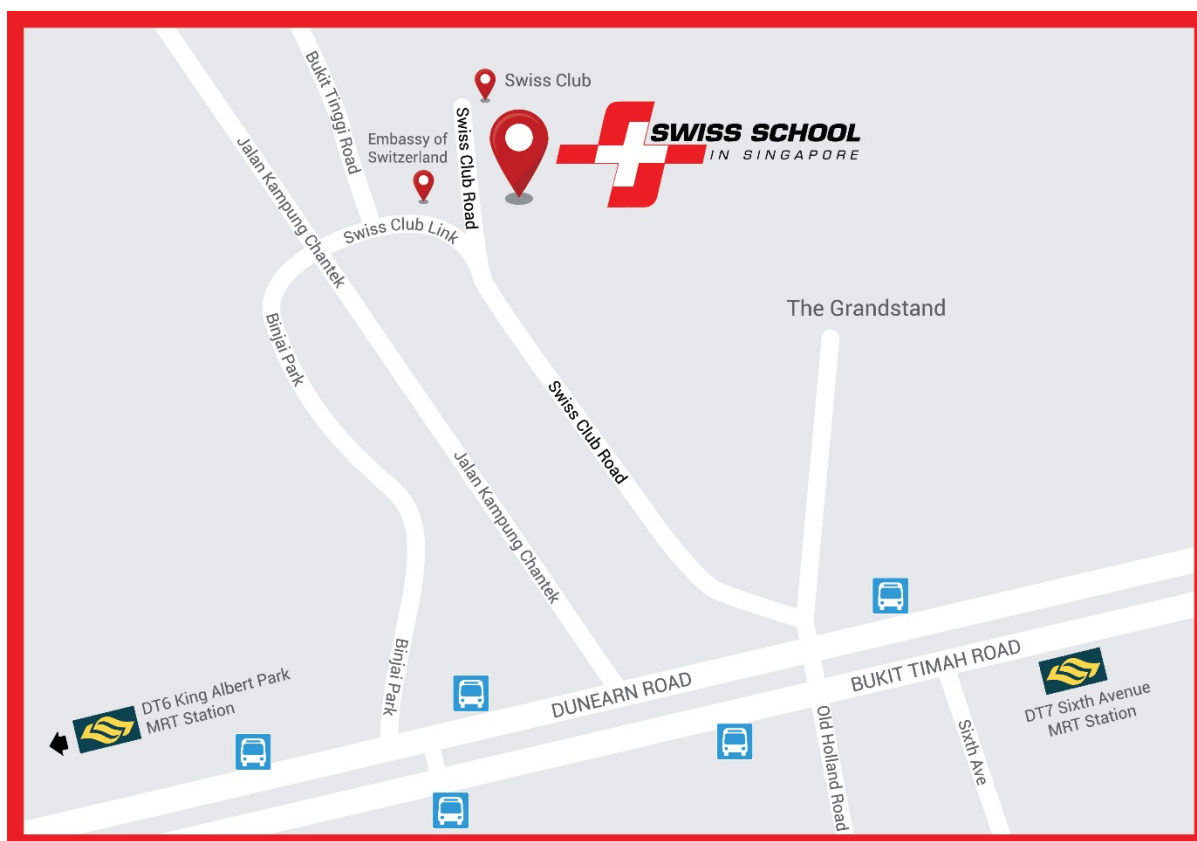 Bukit Tinggi Road
Swiss Club
Embassy of
Switzerland
Swiss Club Road
SWISS SCHOOL
IN SINGAPORE
Jalan Kampung Chantek
Swiss Club Link
Binjai Park
The Grandstand
Swiss Club Road
Jalan Kampung Chantek
Binjai Park
DT6 King Albert Park
MRT Station
DUNEARN ROAD
BUKIT TIMAH ROAD
DT7 Sixth Avenue
MRT Station
Old Holland Road
Sixth Ave